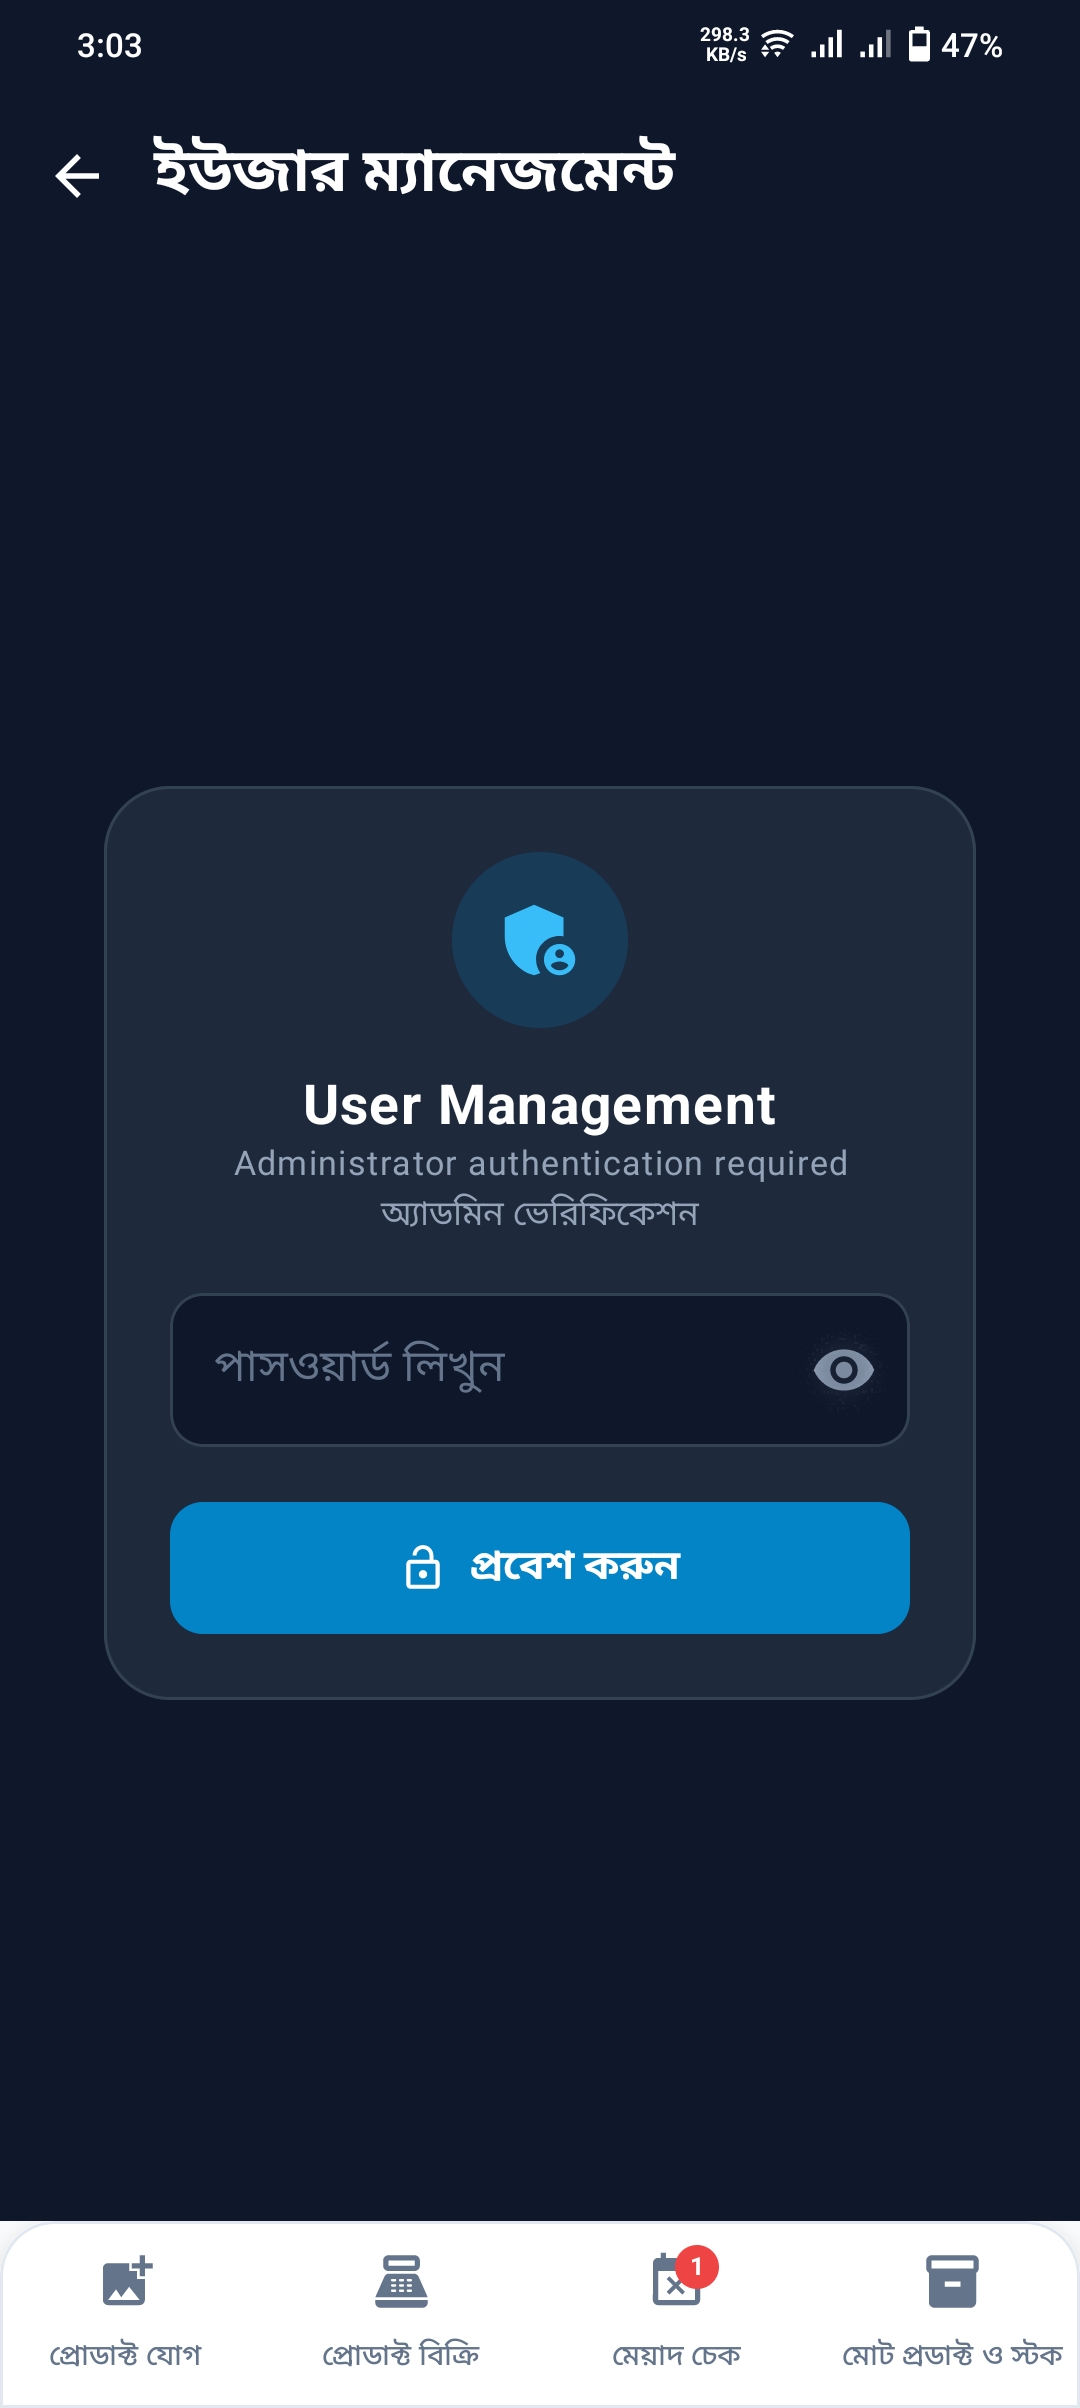 3:03
298.3
KB/s
47%
ইউজার ম্যানেজমেন্ট
User Management
Administrator authentication required
অ্যাডমিন ভেরিফিকেশন
পাসওয়ার্ড লিখুন
প্রবেশ করুন
1
প্রোডাক্ট যোগ
প্রোডাক্ট বিক্রি
মেয়াদ চেক
মোট প্রডাক্ট ও স্টক